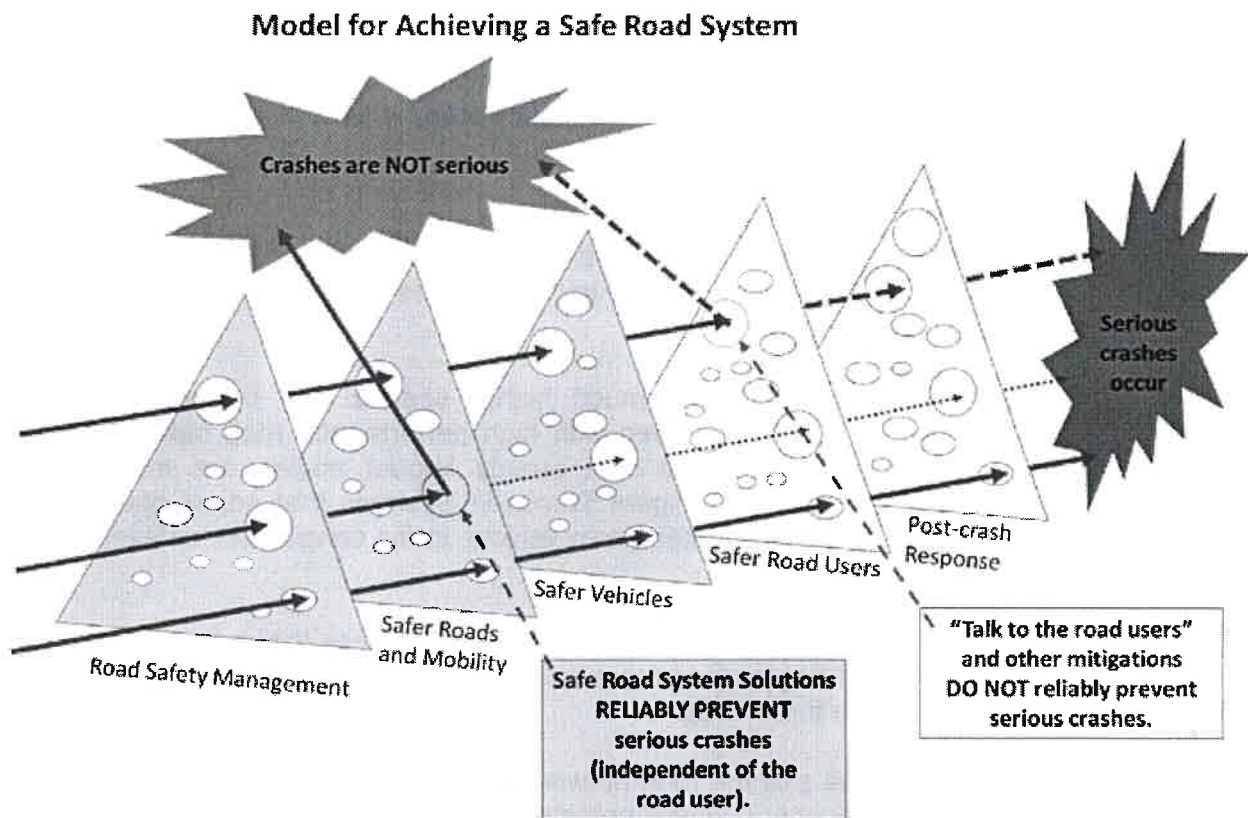 Model for Achieving a Safe Road System
Crashes are NOT serious
Serious
crashes
occur
Road Safety Management
Safer Roads
and Mobility
Safer Vehicles
Safer Road Users
Post-crash
Response
Safe Road System Solutions
RELIABLY PREVENT
serious crashes
(independent of the
road user).
“Talk to the road users”
and other mitigations
DO NOT reliably prevent
serious crashes.